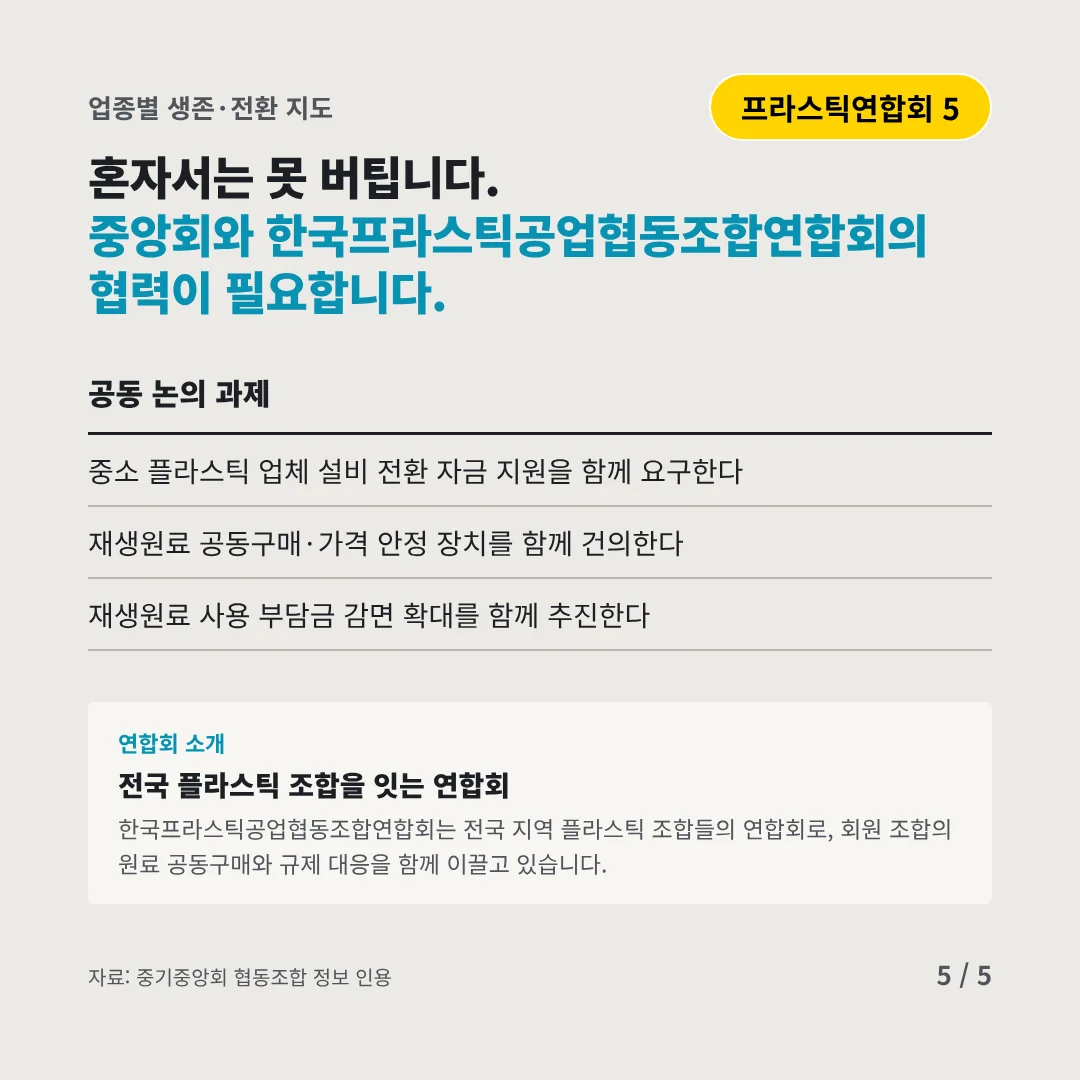 업종별 생존·전환 지도
프라스틱연합회 5
혼자서는 못 버팁니다.
중앙회와 한국프라스틱공업협동조합연합회의
협력이 필요합니다.
공동 논의 과제
중소 플라스틱 업체 설비 전환 자금 지원을 함께 요구한다
재생원료 공동구매·가격 안정 장치를 함께 건의한다
재생원료 사용 부담금 감면 확대를 함께 추진한다
연합회 소개
전국 플라스틱 조합을 잇는 연합회
한국프라스틱공업협동조합연합회는 전국 지역 플라스틱 조합들의 연합회로, 회원 조합의
원료 공동구매와 규제 대응을 함께 이끌고 있습니다.
자료: 중기중앙회 협동조합 정보 인용
5 / 5